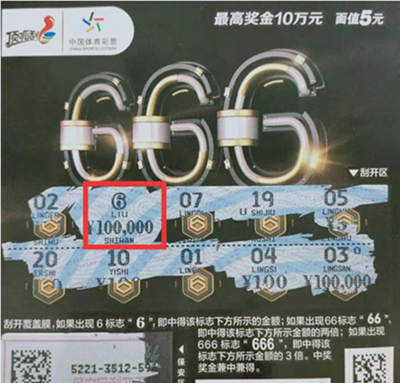 顶呱刮
中国体育彩票
CHINA SPORTS LOTTERY
最高奖金10万元 面值5元
666
▼刮开区
02 6 07 19 05
LIU SHIJIU
¥100,000
SHIWAN
20 10 01 04 03
ERSHI YISHI LINGSI LINGSAN
¥100 ¥100,000
刮开覆盖膜,如果出现 6 标志“6”,即中得该标志下方所示的金额;如果出现66标志“66”,
即中得该标志下方所示金额的两倍;如果出现
666 标志“666”,即中得该标志
下方所示金额的 3 倍。中奖
奖金兼中兼得。
保安区
5221-3512-59